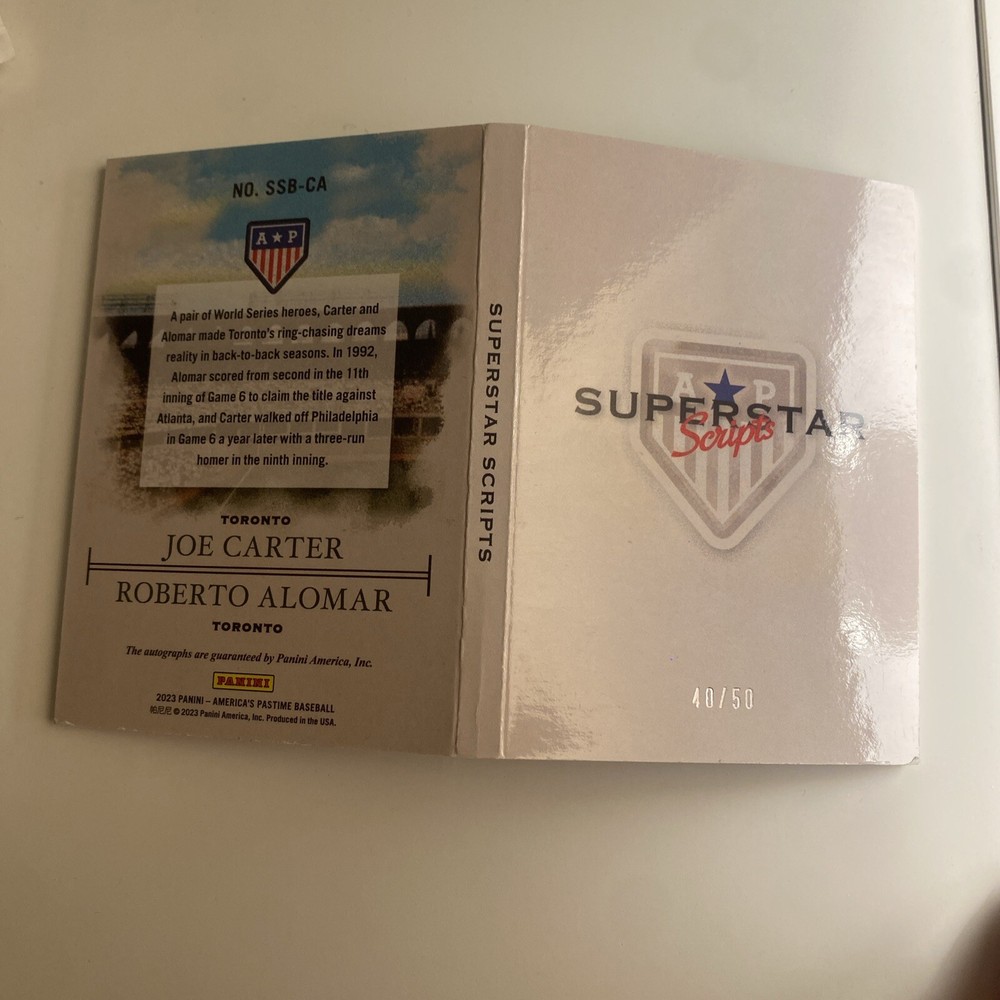 NO. SSB-CA
A ★ P
A pair of World Series heroes, Carter and
Alomar made Toronto's ring-chasing dreams
reality in back-to-back seasons. In 1992,
Alomar scored from second in the 11th
inning of Game 6 to claim the title against
Atlanta, and Carter walked off Philadelphia
in Game 6 a year later with a three-run
homer in the ninth inning.
TORONTO
JOE CARTER
ROBERTO ALOMAR
TORONTO
The autographs are guaranteed by Panini America, Inc.
PANINI
2023 PANINI – AMERICA'S PASTIME BASEBALL
帕尼尼 © 2023 Panini America, Inc. Produced in the USA.
SUPERSTAR SCRIPTS
A ★ P
SUPERSTAR
Scripts
40/50